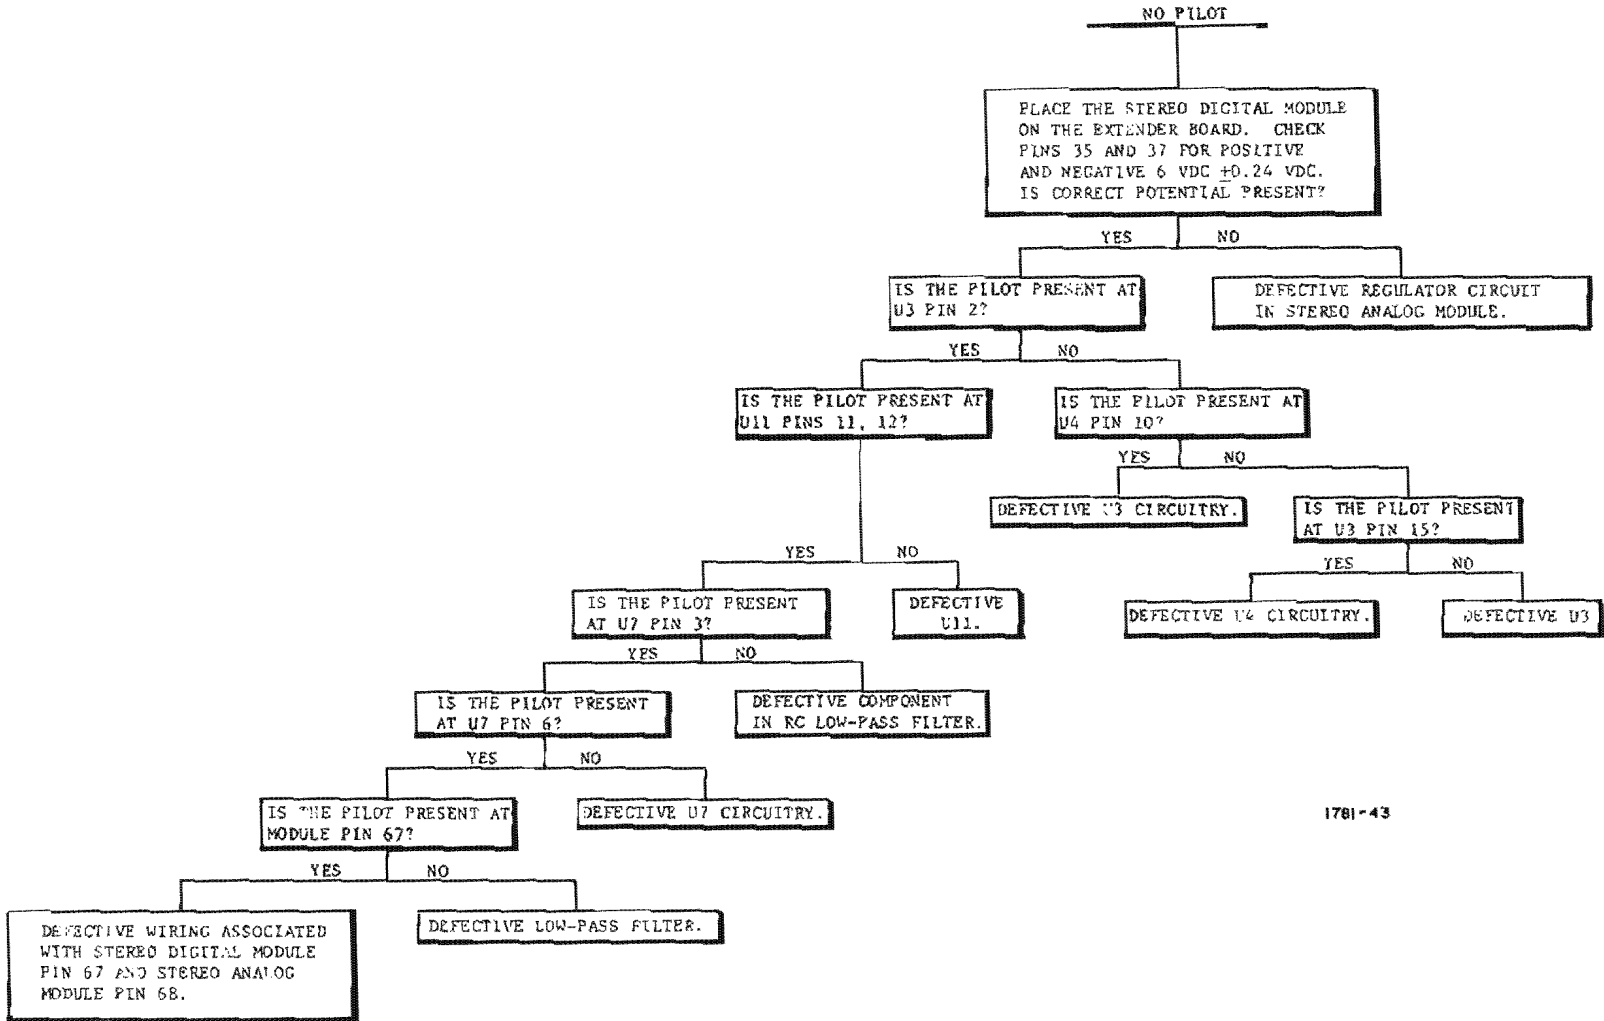 NO PILOT
PLACE THE STEREO DIGITAL MODULE
ON THE EXTENDER BOARD. CHECK
PINS 35 AND 37 FOR POSITIVE
AND NEGATIVE 6 VDC ±0.24 VDC.
IS CORRECT POTENTIAL PRESENT?
YES NO
IS THE PILOT PRESENT AT
U3 PIN 2?
DEFECTIVE REGULATOR CIRCUIT
IN STEREO ANALOG MODULE.
YES NO
IS THE PILOT PRESENT AT
U11 PINS 11, 12?
IS THE PILOT PRESENT AT
U4 PIN 10?
YES NO
DEFECTIVE U3 CIRCUITRY.
IS THE PILOT PRESENT
AT U3 PIN 15?
YES NO
DEFECTIVE U4 CIRCUITRY.
DEFECTIVE U3
YES NO
IS THE PILOT PRESENT
AT U7 PIN 3?
DEFECTIVE
U11.
YES NO
IS THE PILOT PRESENT
AT U7 PIN 6?
DEFECTIVE COMPONENT
IN RC LOW-PASS FILTER.
YES NO
IS THE PILOT PRESENT AT
MODULE PIN 67?
DEFECTIVE U7 CIRCUITRY.
1781-43
YES NO
DEFECTIVE WIRING ASSOCIATED
WITH STEREO DIGITAL MODULE
PIN 67 AND STEREO ANALOG
MODULE PIN 68.
DEFECTIVE LOW-PASS FILTER.